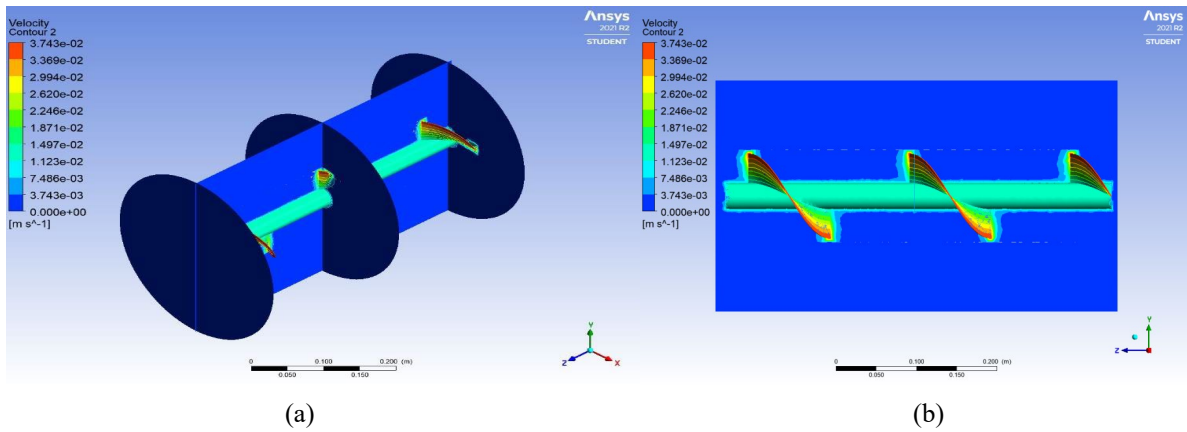 Velocity
Contour 2
3.743e-02
3.369e-02
2.994e-02
2.620e-02
2.246e-02
1.871e-02
1.497e-02
1.123e-02
7.486e-03
3.743e-03
0.000e+00
[m s^-1]
Ansys
2021 R2
STUDENT
Y
Z
X
0 0.100 0.200 (m)
0.050 0.150
(a)
Velocity
Contour 2
3.743e-02
3.369e-02
2.994e-02
2.620e-02
2.246e-02
1.871e-02
1.497e-02
1.123e-02
7.486e-03
3.743e-03
0.000e+00
[m s^-1]
Ansys
2021 R2
STUDENT
Y
Z
0 0.100 0.200 (m)
0.050 0.150
(b)